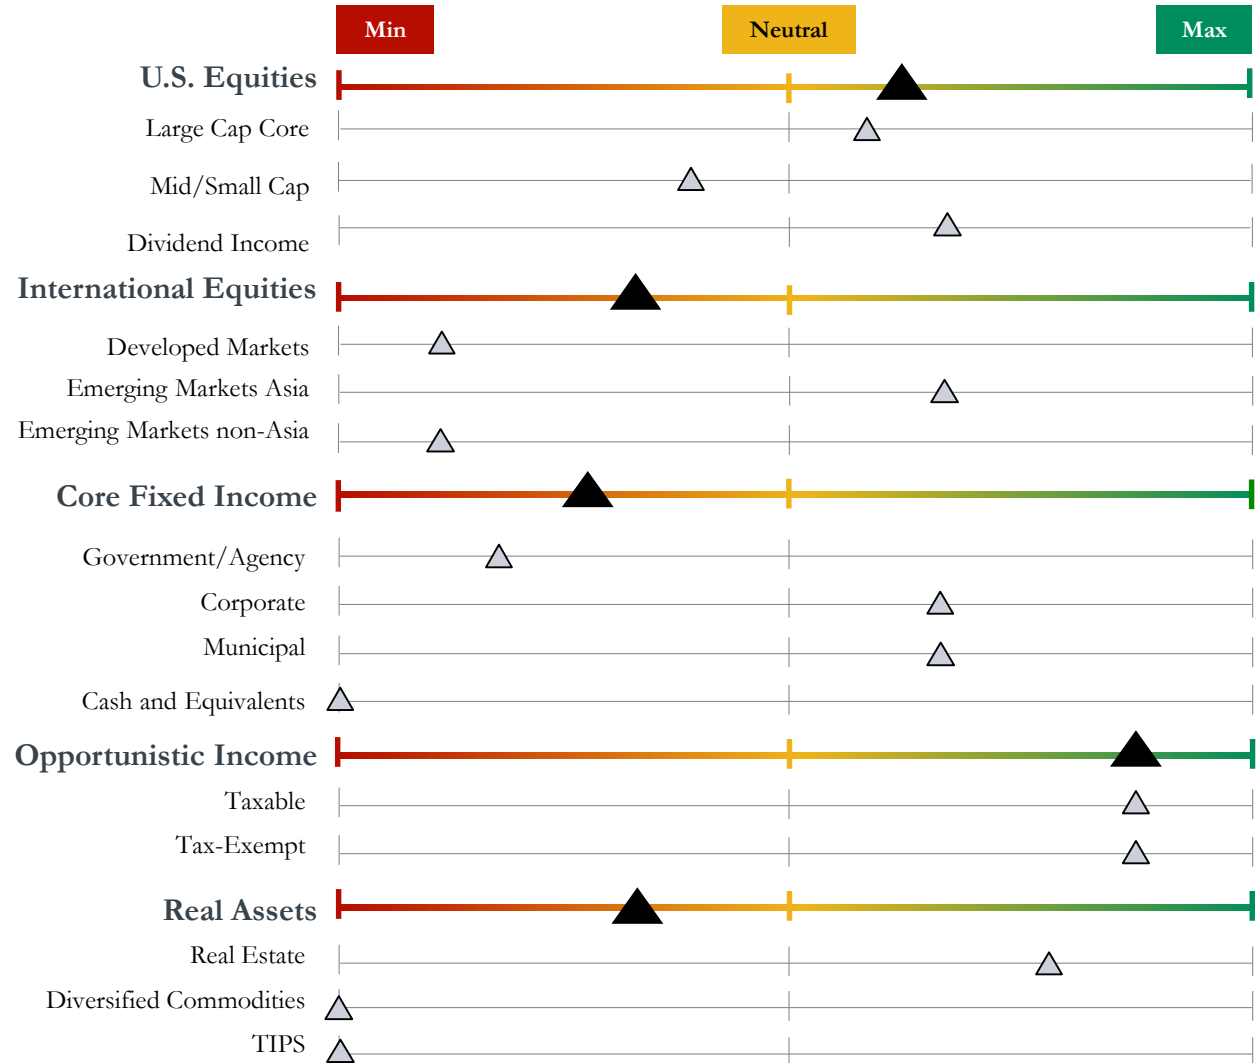 Min
Neutral
Max
U.S. Equities
Large Cap Core
Mid/Small Cap
Dividend Income
International Equities
Developed Markets
Emerging Markets Asia
Emerging Markets non-Asia
Core Fixed Income
Government/Agency
Corporate
Municipal
Cash and Equivalents
Opportunistic Income
Taxable
Tax-Exempt
Real Assets
Real Estate
Diversified Commodities
TIPS